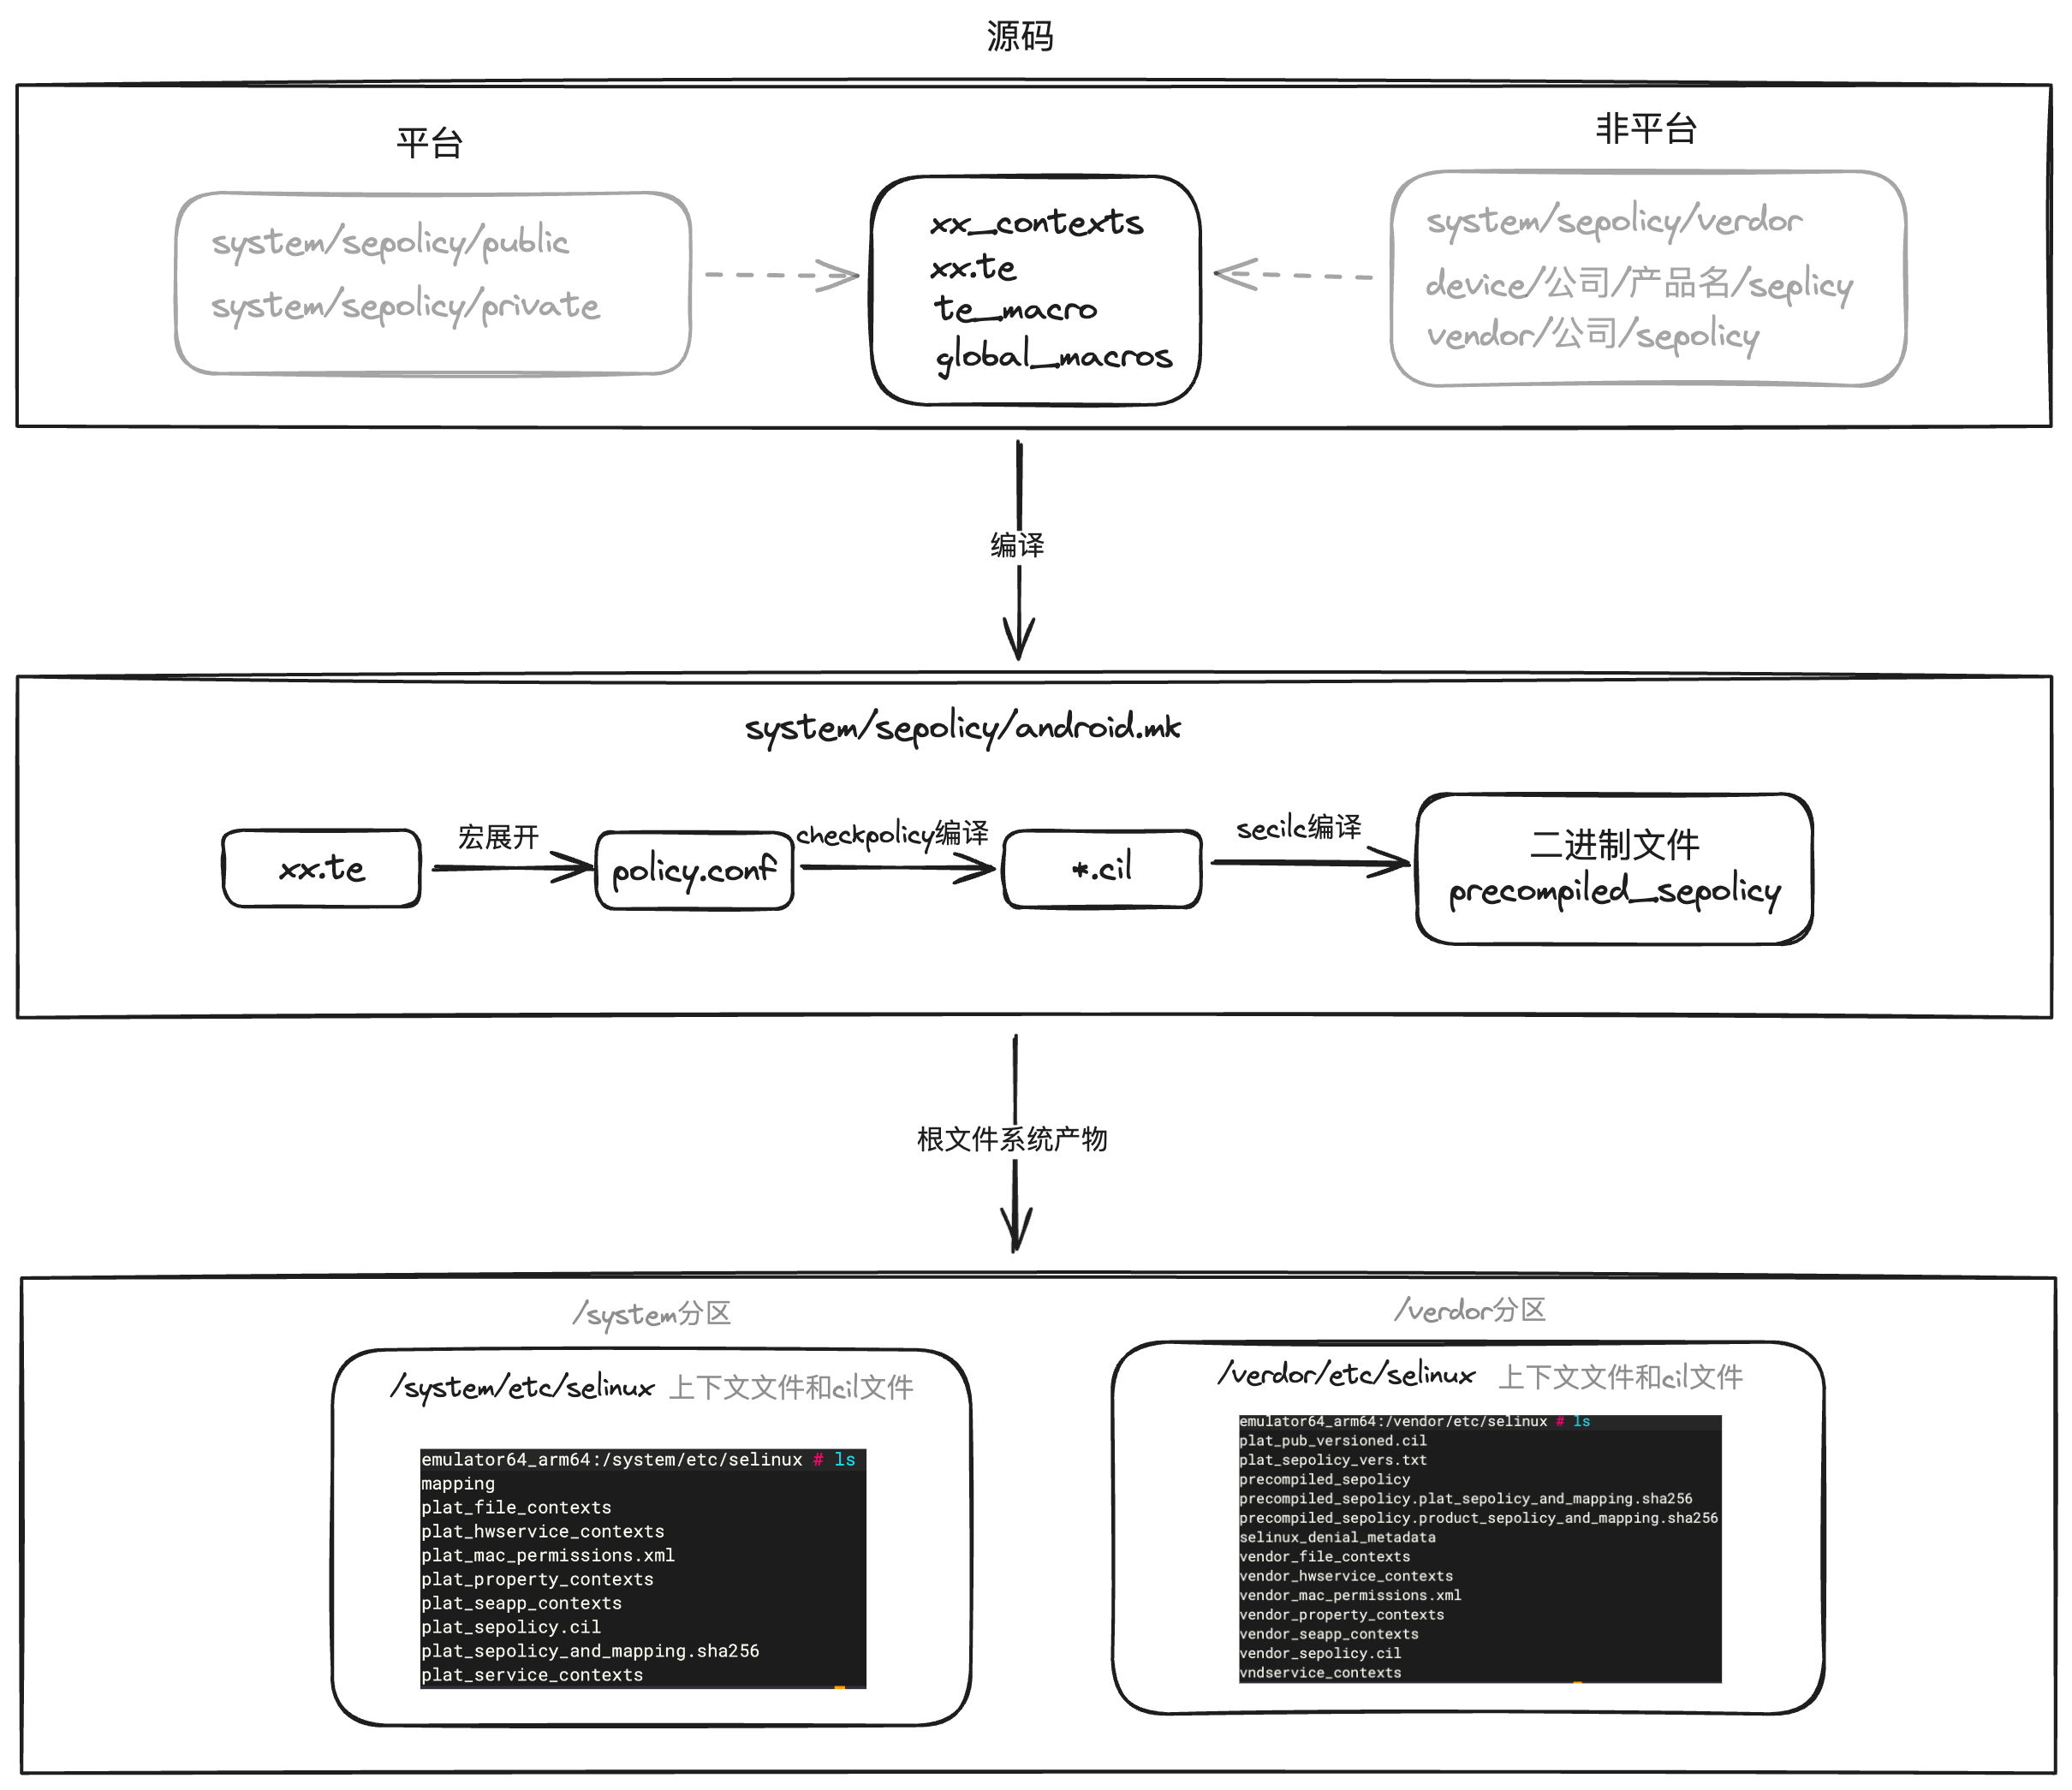 源码
平台
非平台
system/sepolicy/public
system/sepolicy/private
xx_contexts
xx.te
te_macro
global_macros
system/sepolicy/verdor
device/公司/产品名/seplicy
vendor/公司/sepolicy
编译
system/sepolicy/android.mk
xx.te
宏展开
policy.conf
checkpolicy编译
*.cil
secilc编译
二进制文件
precompiled_sepolicy
根文件系统产物
/system分区
/system/etc/selinux 上下文文件和cil文件
emulator64_arm64:/system/etc/selinux # ls
mapping
plat_file_contexts
plat_hwservice_contexts
plat_mac_permissions.xml
plat_property_contexts
plat_seapp_contexts
plat_sepolicy.cil
plat_sepolicy_and_mapping.sha256
plat_service_contexts
/verdor分区
/verdor/etc/selinux 上下文文件和cil文件
emulator64_arm64:/vendor/etc/selinux # ls
plat_pub_versioned.cil
plat_sepolicy_vers.txt
precompiled_sepolicy
precompiled_sepolicy.plat_sepolicy_and_mapping.sha256
precompiled_sepolicy.product_sepolicy_and_mapping.sha256
selinux_denial_metadata
vendor_file_contexts
vendor_hwservice_contexts
vendor_mac_permissions.xml
vendor_property_contexts
vendor_seapp_contexts
vendor_sepolicy.cil
vndservice_contexts